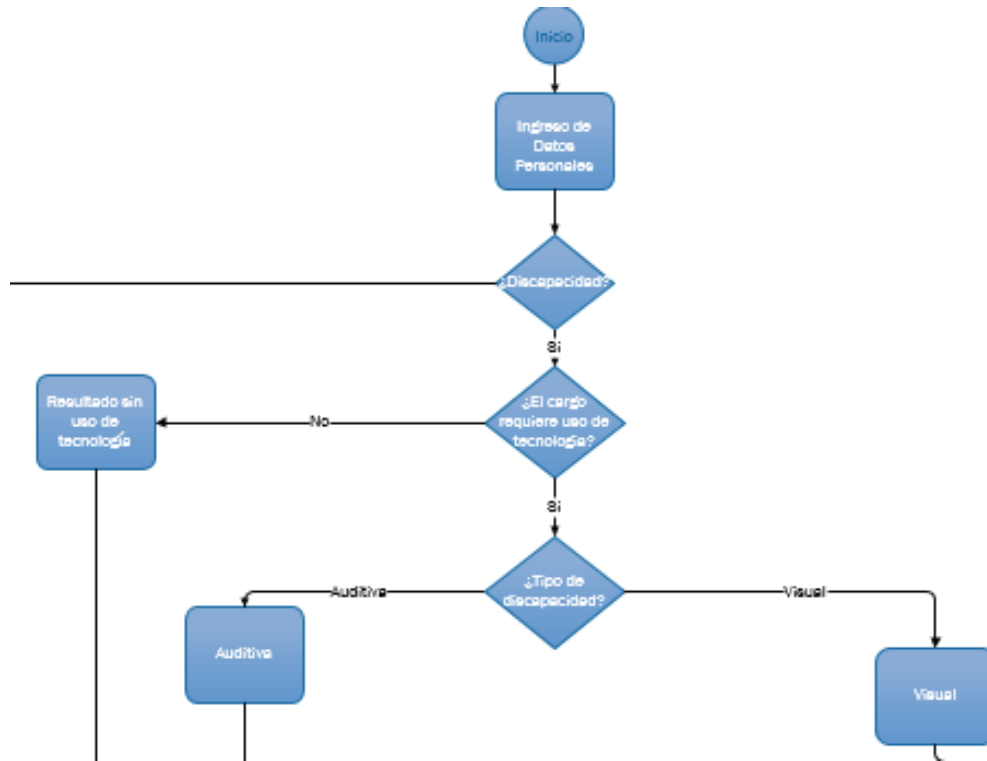 Inicio
Ingreso de
Datos
Personales
¿Discapacidad?
Si
¿El cargo
requiere uso de
tecnología?
No
Resultado sin
uso de
tecnología
Si
¿Tipo de
discapacidad?
Auditiva
Visual
Auditiva
Visual